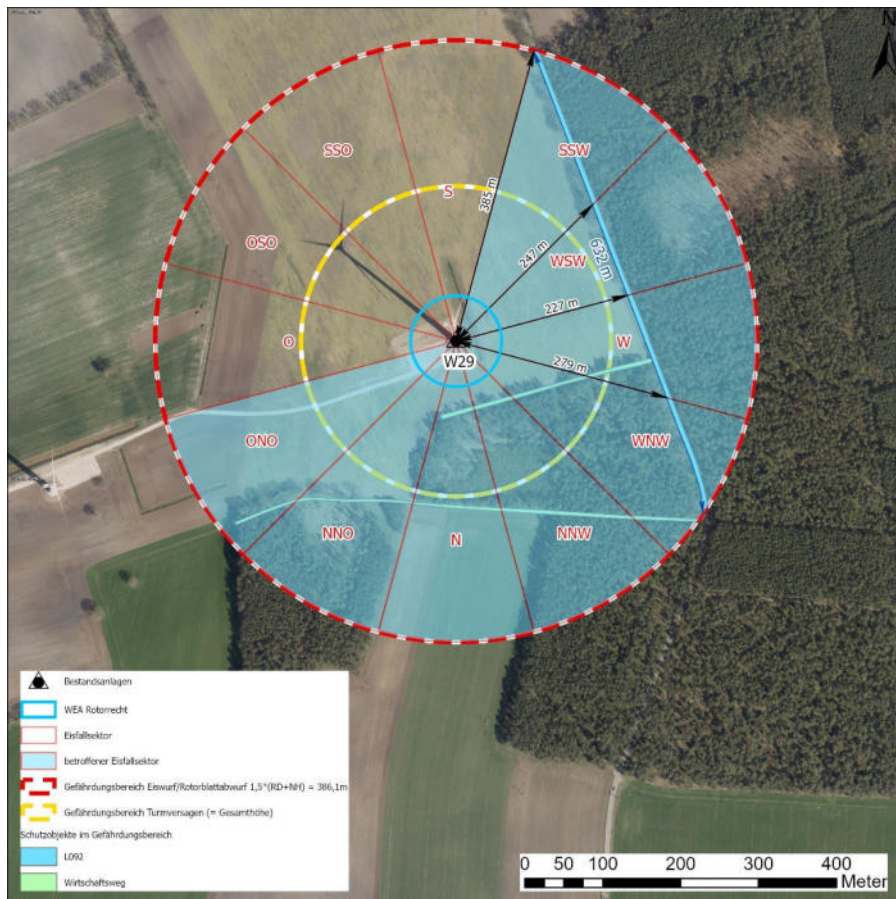 SSW
SSO
S
385 m
OSO
247 m
WSW
632 m
227 m
O
W
W29
279 m
ONO
WNW
NNO
N
NNW
Bestandsanlagen
WEA Rotorrecht
Eisfallsektor
betroffener Eisfallsektor
Gefährdungsbereich Eiswurf/Rotorblattabwurf 1,5*(RD+NH) = 386,1m
Gefährdungsbereich Turmversagen (= Gesamthöhe)
Schutzobjekte im Gefährdungsbereich
L092
Wirtschaftsweg
0 50 100 200 300 400
Meter